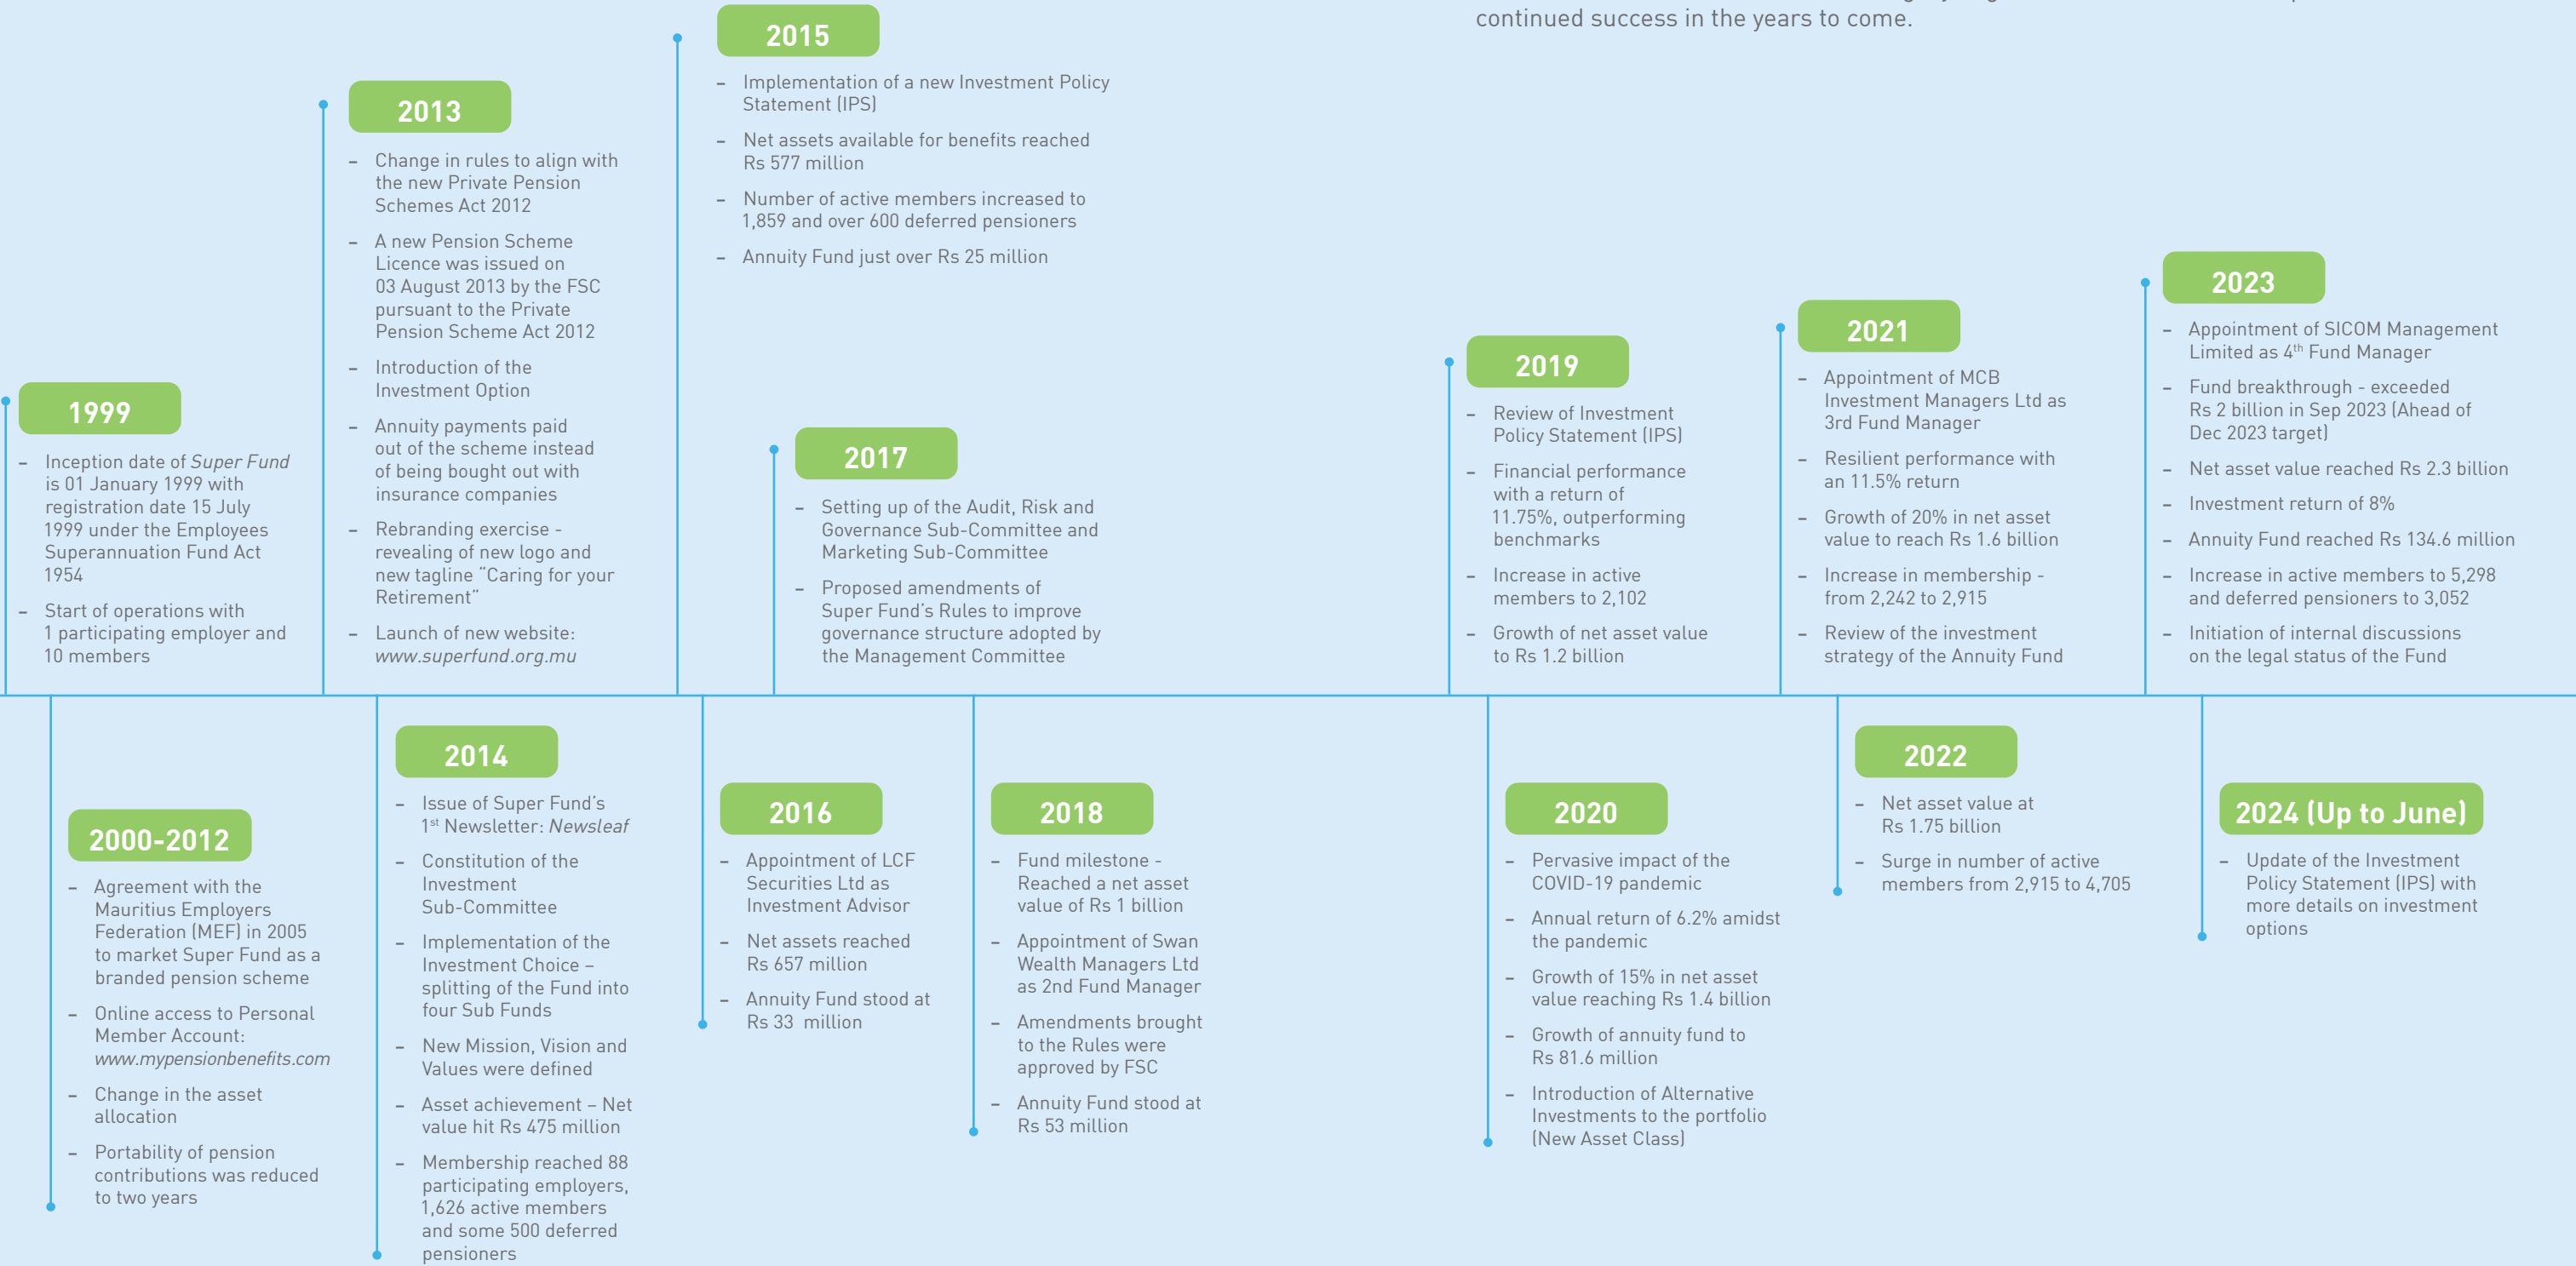 continued success in the years to come.
1999
– Inception date of Super Fund
is 01 January 1999 with
registration date 15 July
1999 under the Employees
Superannuation Fund Act
1954
– Start of operations with
1 participating employer and
10 members
2000-2012
– Agreement with the
Mauritius Employers
Federation (MEF) in 2005
to market Super Fund as a
branded pension scheme
– Online access to Personal
Member Account:
www.mypensionbenefits.com
– Change in the asset
allocation
– Portability of pension
contributions was reduced
to two years
2013
– Change in rules to align with
the new Private Pension
Schemes Act 2012
– A new Pension Scheme
Licence was issued on
03 August 2013 by the FSC
pursuant to the Private
Pension Scheme Act 2012
– Introduction of the
Investment Option
– Annuity payments paid
out of the scheme instead
of being bought out with
insurance companies
– Rebranding exercise -
revealing of new logo and
new tagline “Caring for your
Retirement”
– Launch of new website:
www.superfund.org.mu
2014
– Issue of Super Fund’s
1st Newsletter: Newsleaf
– Constitution of the
Investment
Sub-Committee
– Implementation of the
Investment Choice –
splitting of the Fund into
four Sub Funds
– New Mission, Vision and
Values were defined
– Asset achievement – Net
value hit Rs 475 million
– Membership reached 88
participating employers,
1,626 active members
and some 500 deferred
pensioners
2015
– Implementation of a new Investment Policy
Statement (IPS)
– Net assets available for benefits reached
Rs 577 million
– Number of active members increased to
1,859 and over 600 deferred pensioners
– Annuity Fund just over Rs 25 million
2016
– Appointment of LCF
Securities Ltd as
Investment Advisor
– Net assets reached
Rs 657 million
– Annuity Fund stood at
Rs 33 million
2017
– Setting up of the Audit, Risk and
Governance Sub-Committee and
Marketing Sub-Committee
– Proposed amendments of
Super Fund’s Rules to improve
governance structure adopted by
the Management Committee
2018
– Fund milestone -
Reached a net asset
value of Rs 1 billion
– Appointment of Swan
Wealth Managers Ltd
as 2nd Fund Manager
– Amendments brought
to the Rules were
approved by FSC
– Annuity Fund stood at
Rs 53 million
2019
– Review of Investment
Policy Statement (IPS)
– Financial performance
with a return of
11.75%, outperforming
benchmarks
– Increase in active
members to 2,102
– Growth of net asset value
to Rs 1.2 billion
2020
– Pervasive impact of the
COVID-19 pandemic
– Annual return of 6.2% amidst
the pandemic
– Growth of 15% in net asset
value reaching Rs 1.4 billion
– Growth of annuity fund to
Rs 81.6 million
– Introduction of Alternative
Investments to the portfolio
(New Asset Class)
2021
– Appointment of MCB
Investment Managers Ltd as
3rd Fund Manager
– Resilient performance with
an 11.5% return
– Growth of 20% in net asset
value to reach Rs 1.6 billion
– Increase in membership -
from 2,242 to 2,915
– Review of the investment
strategy of the Annuity Fund
2022
– Net asset value at
Rs 1.75 billion
– Surge in number of active
members from 2,915 to 4,705
2023
– Appointment of SICOM Management
Limited as 4th Fund Manager
– Fund breakthrough - exceeded
Rs 2 billion in Sep 2023 (Ahead of
Dec 2023 target)
– Net asset value reached Rs 2.3 billion
– Investment return of 8%
– Annuity Fund reached Rs 134.6 million
– Increase in active members to 5,298
and deferred pensioners to 3,052
– Initiation of internal discussions
on the legal status of the Fund
2024 (Up to June)
– Update of the Investment
Policy Statement (IPS) with
more details on investment
options